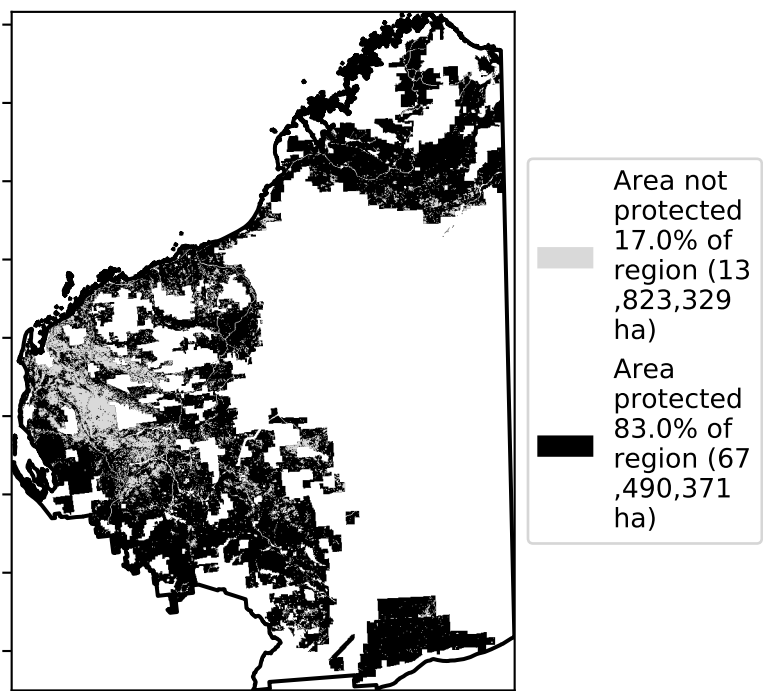 Area not
protected
17.0% of
region (13
,823,329
ha)
Area
protected
83.0% of
region (67
,490,371
ha)